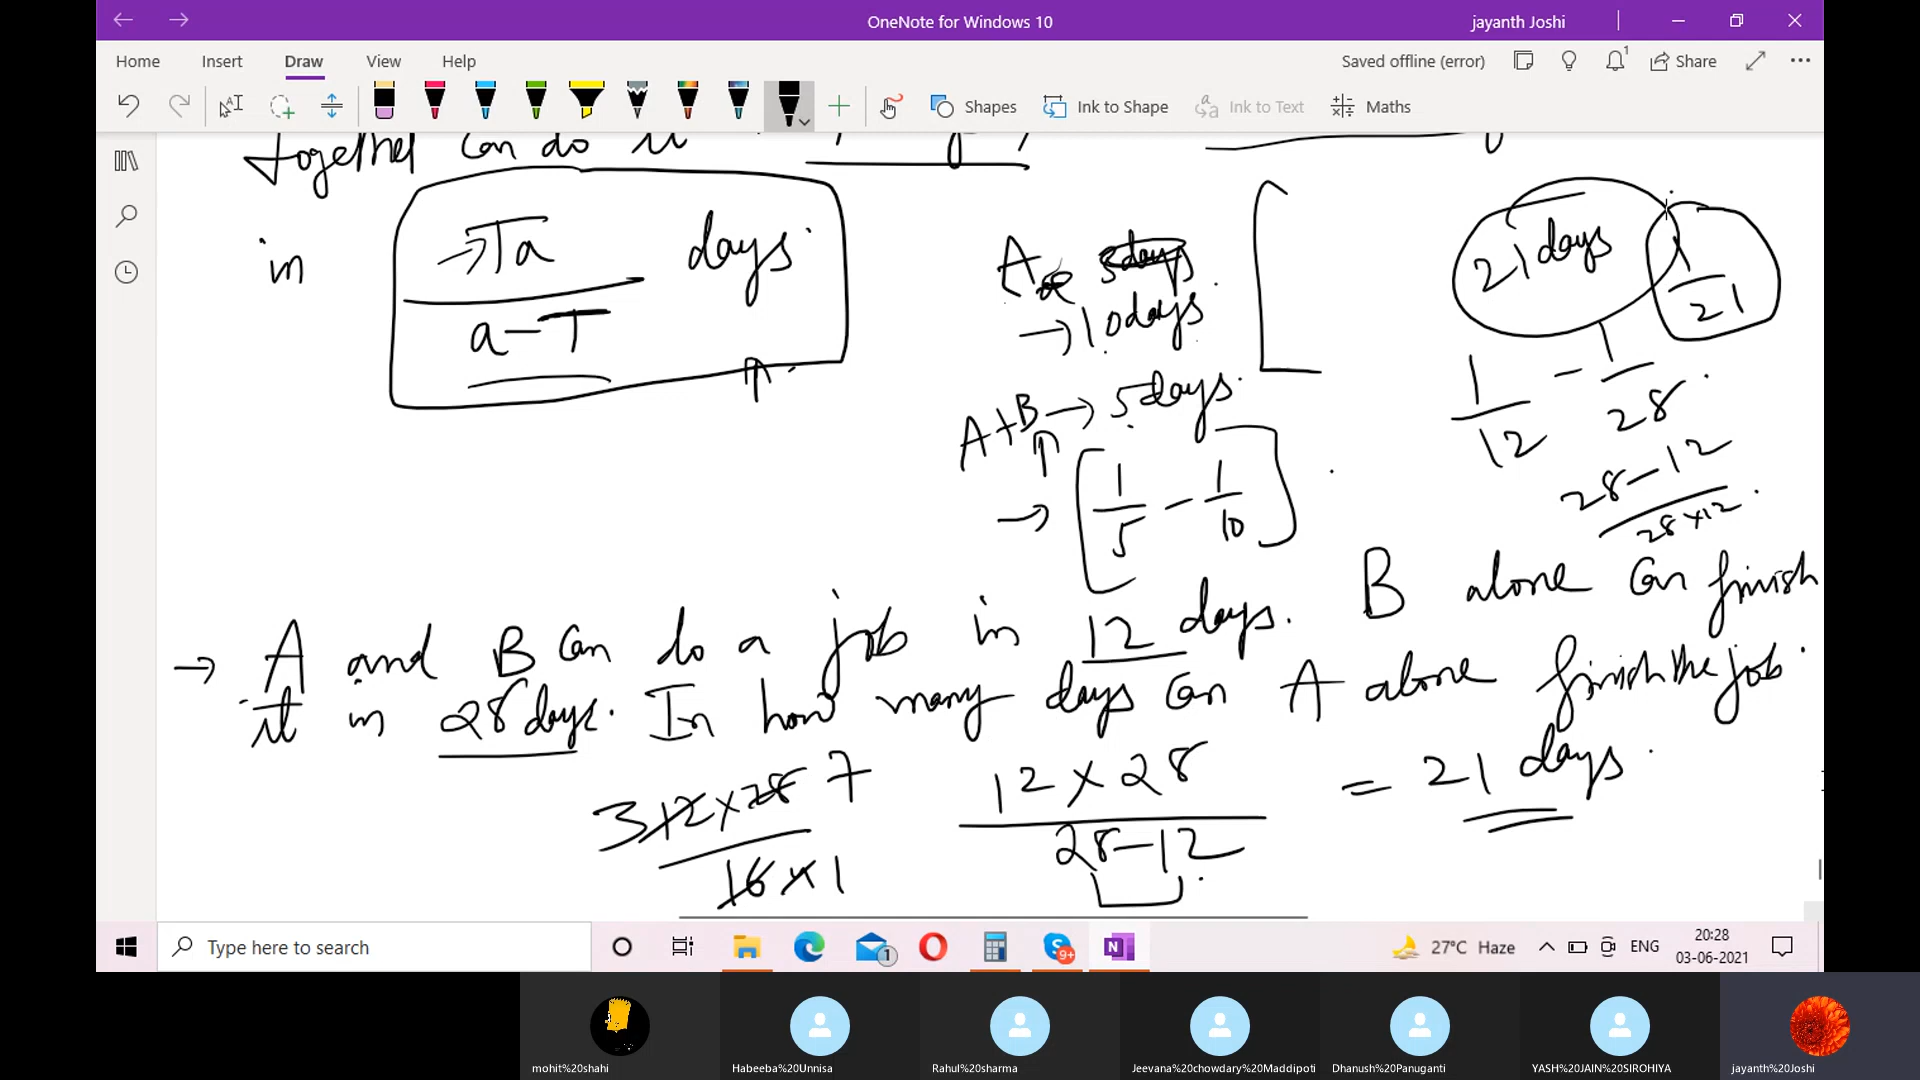 OneNote for Windows 10
jayanth Joshi
Home Insert Draw View Help
Saved offline (error)
Share
Shapes
Ink to Shape
Ink to Text
Maths
together can do it
in
Ta
a-T
days
A
10 days
A+B → 5 days
→ [1/5 - 1/10]
21 days
1/21
1/12 - 1/28
28-12
28×12
→ A and B Can do a job in 12 days. B alone Can finish
it in 28 days. In how many days Can A alone finish the job.
3 12×28 7
16×1
12×28
28-12
= 21 days.
Type here to search
1
9+
27°C Haze
ENG
20:28
03-06-2021
mohit%20shahi
Habeeba%20Unnisa
Rahul%20sharma
Jeevana%20chowdary%20Maddipoti
Dhanush%20Panuganti
YASH%20JAIN%20SIROHIYA
jayanth%20Joshi